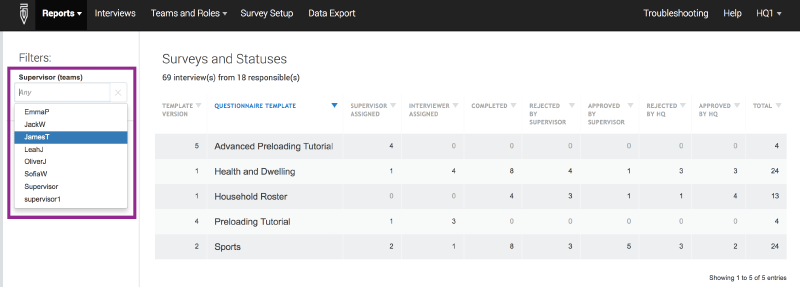 Reports Interviews Teams and Roles Survey Setup Data Export Troubleshooting Help HQ1
Filters:
Supervisor (teams)
Any
EmmaP
JackW
JamesT
LeahJ
OliverJ
SofiaW
Supervisor
supervisor1
Surveys and Statuses
69 interview(s) from 18 responsible(s)
TEMPLATE VERSION QUESTIONNAIRE TEMPLATE SUPERVISOR ASSIGNED INTERVIEWER ASSIGNED COMPLETED REJECTED BY SUPERVISOR APPROVED BY SUPERVISOR REJECTED BY HQ APPROVED BY HQ TOTAL
5 Advanced Preloading Tutorial 4 0 0 0 0 0 0 4
1 Health and Dwelling 1 4 8 4 1 3 3 24
1 Household Roster 0 0 4 3 1 1 4 13
4 Preloading Tutorial 1 3 0 0 0 0 0 4
2 Sports 2 1 8 3 5 3 2 24
Showing 1 to 5 of 5 entries